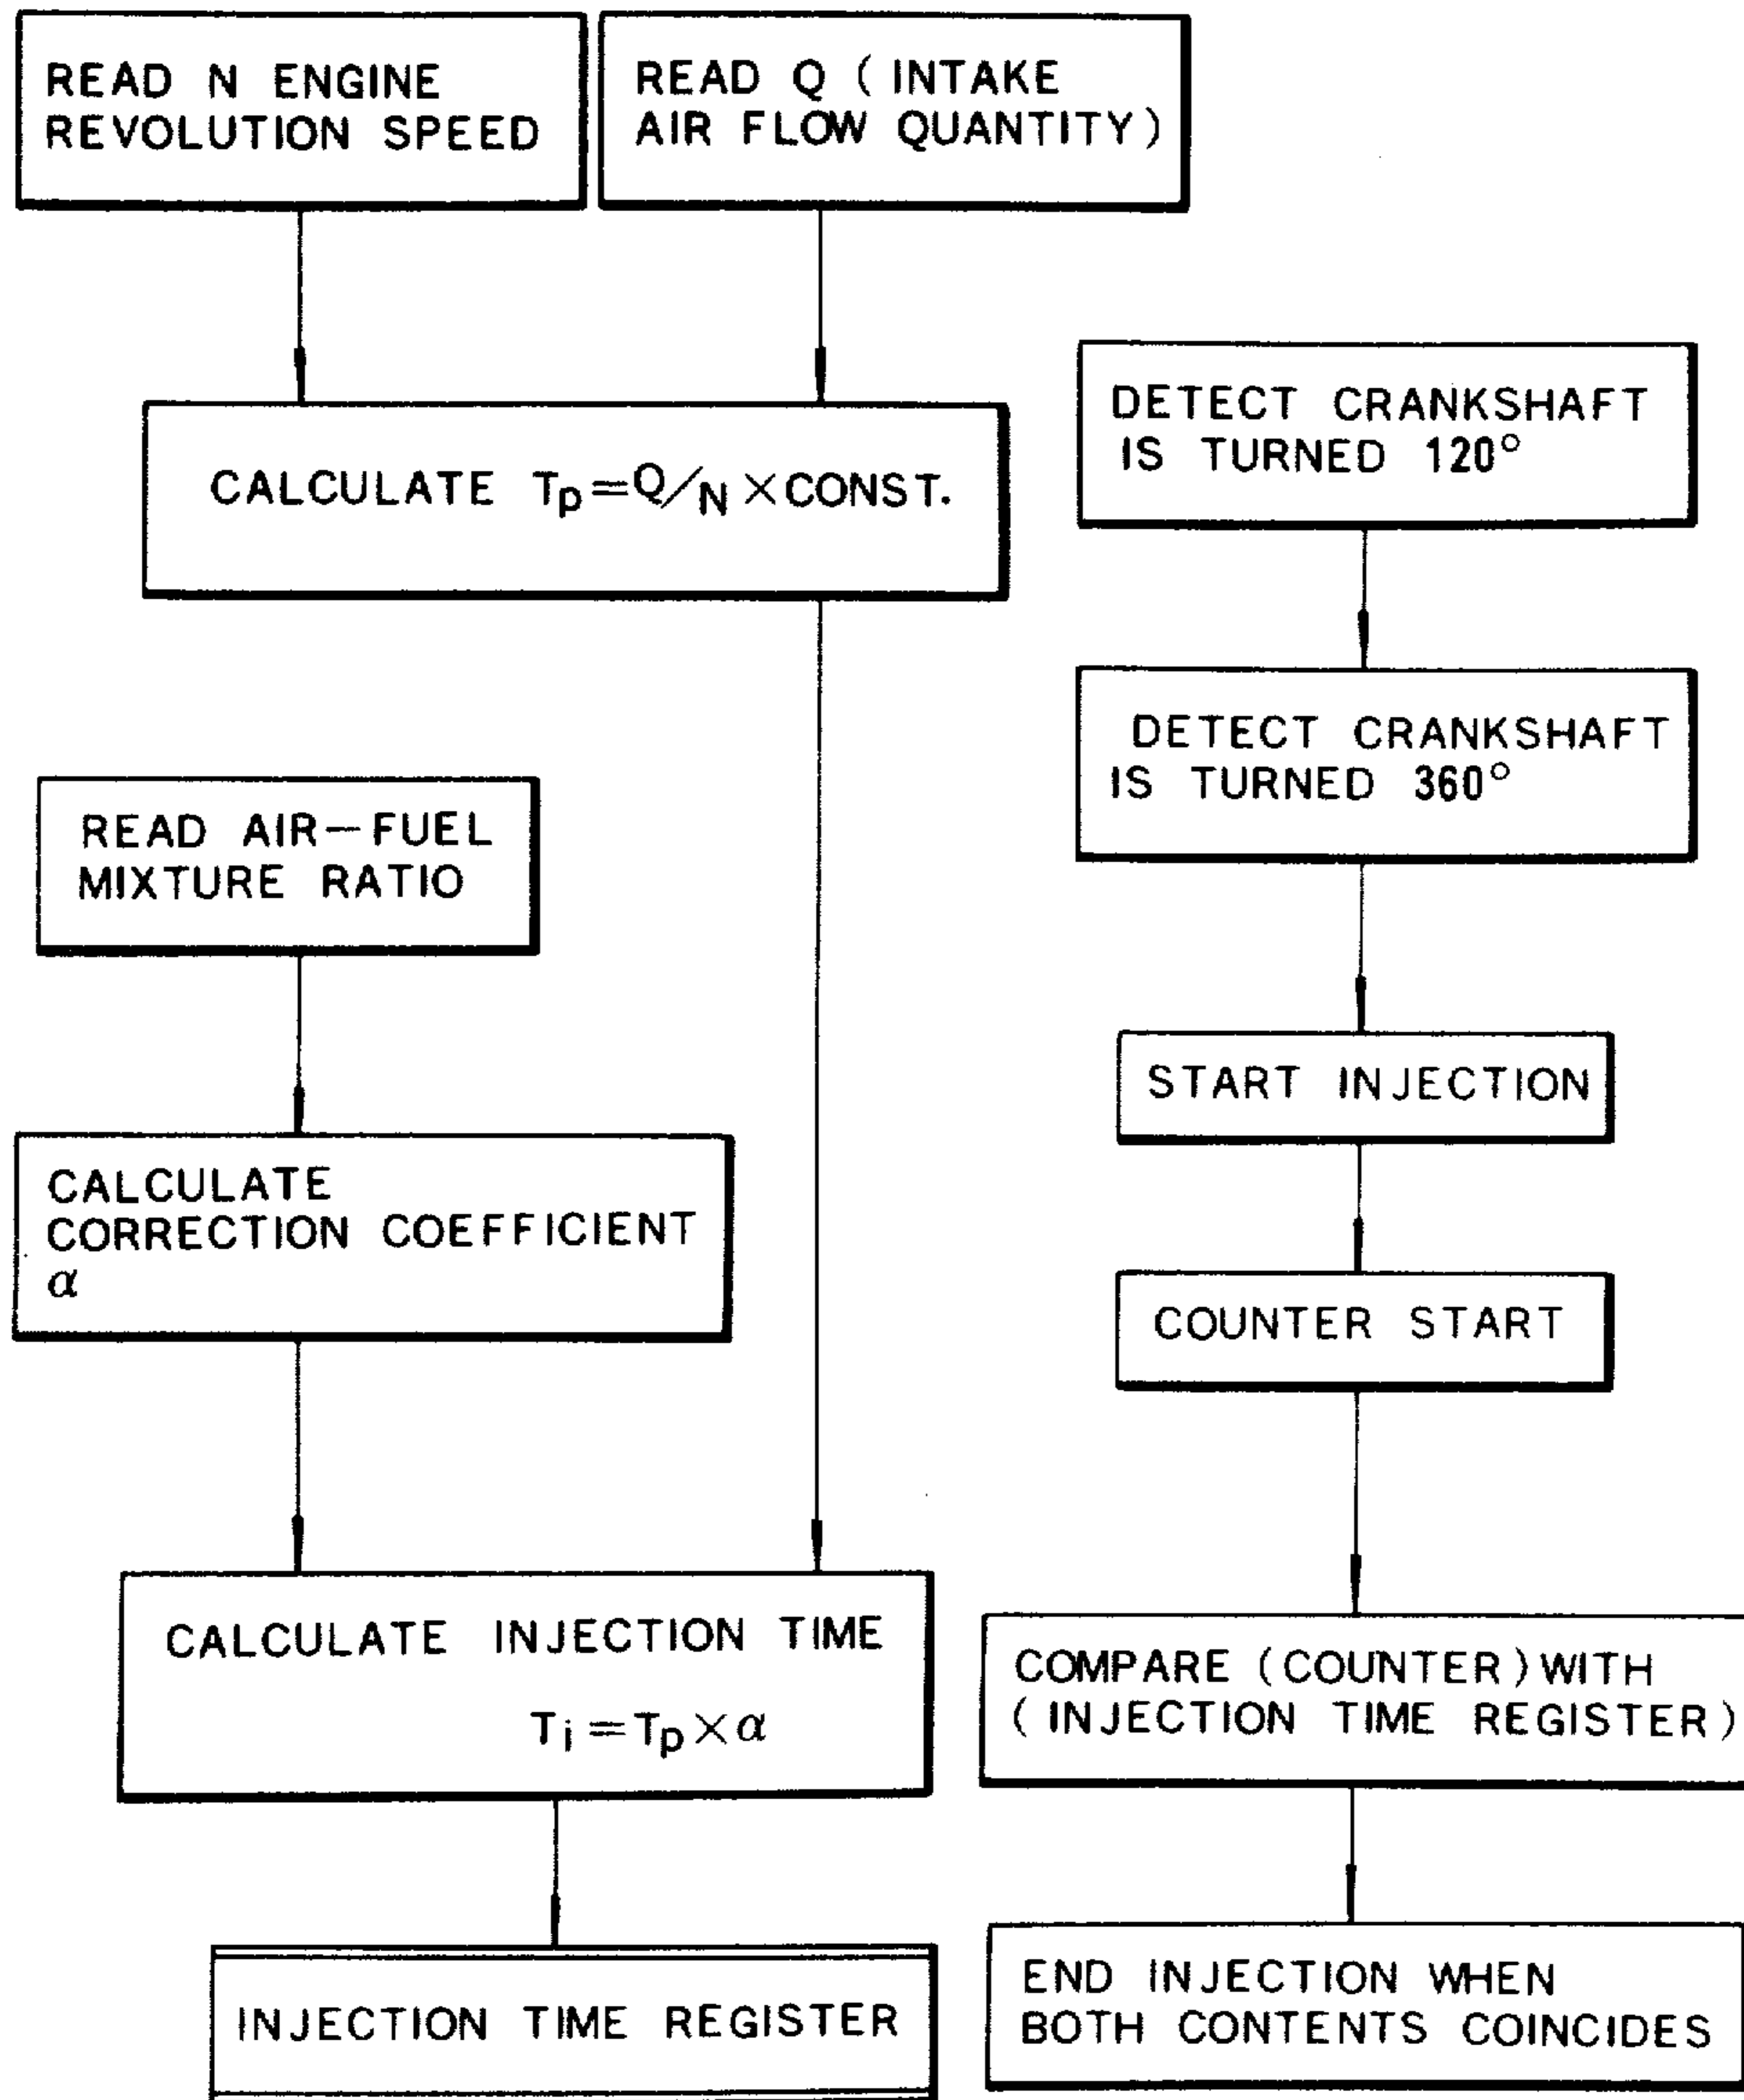 READ N ENGINE
REVOLUTION SPEED
READ Q (INTAKE
AIR FLOW QUANTITY)
CALCULATE Tp=Q/N×CONST.
READ AIR-FUEL
MIXTURE RATIO
CALCULATE
CORRECTION COEFFICIENT
α
CALCULATE INJECTION TIME
Ti=Tp×α
INJECTION TIME REGISTER
DETECT CRANKSHAFT
IS TURNED 120°
DETECT CRANKSHAFT
IS TURNED 360°
START INJECTION
COUNTER START
COMPARE (COUNTER) WITH
(INJECTION TIME REGISTER)
END INJECTION WHEN
BOTH CONTENTS COINCIDES